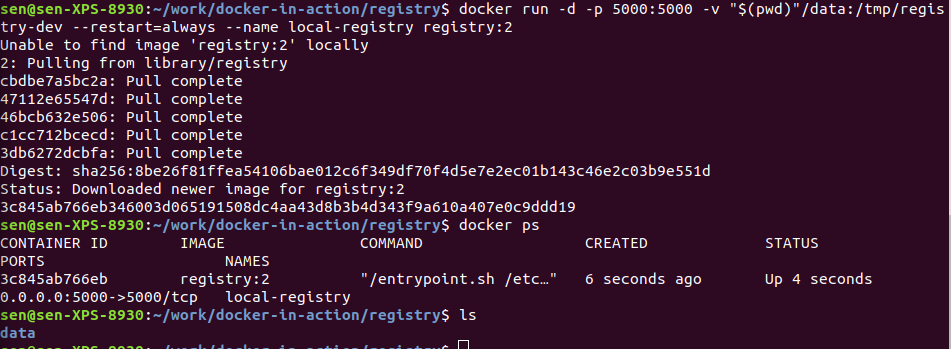 sen@sen-XPS-8930:~/work/docker-in-action/registry$ docker run -d -p 5000:5000 -v "$(pwd)"/data:/tmp/regis
try-dev --restart=always --name local-registry registry:2
Unable to find image 'registry:2' locally
2: Pulling from library/registry
cbdbe7a5bc2a: Pull complete
47112e65547d: Pull complete
46bcb632e506: Pull complete
c1cc712bcecd: Pull complete
3db6272dcbfa: Pull complete
Digest: sha256:8be26f81ffea54106bae012c6f349df70f4d5e7e2ec01b143c46e2c03b9e551d
Status: Downloaded newer image for registry:2
3c845ab766eb346003d065191508dc4aa43d8b3b4d343f9a610a407e0c9ddd19
sen@sen-XPS-8930:~/work/docker-in-action/registry$ docker ps
CONTAINER ID        IMAGE               COMMAND                  CREATED             STATUS
PORTS                    NAMES
3c845ab766eb        registry:2          "/entrypoint.sh /etc…"   6 seconds ago       Up 4 seconds
0.0.0.0:5000->5000/tcp   local-registry
sen@sen-XPS-8930:~/work/docker-in-action/registry$ ls
data
sen@sen-XPS-8930:~/work/docker-in-action/registry$